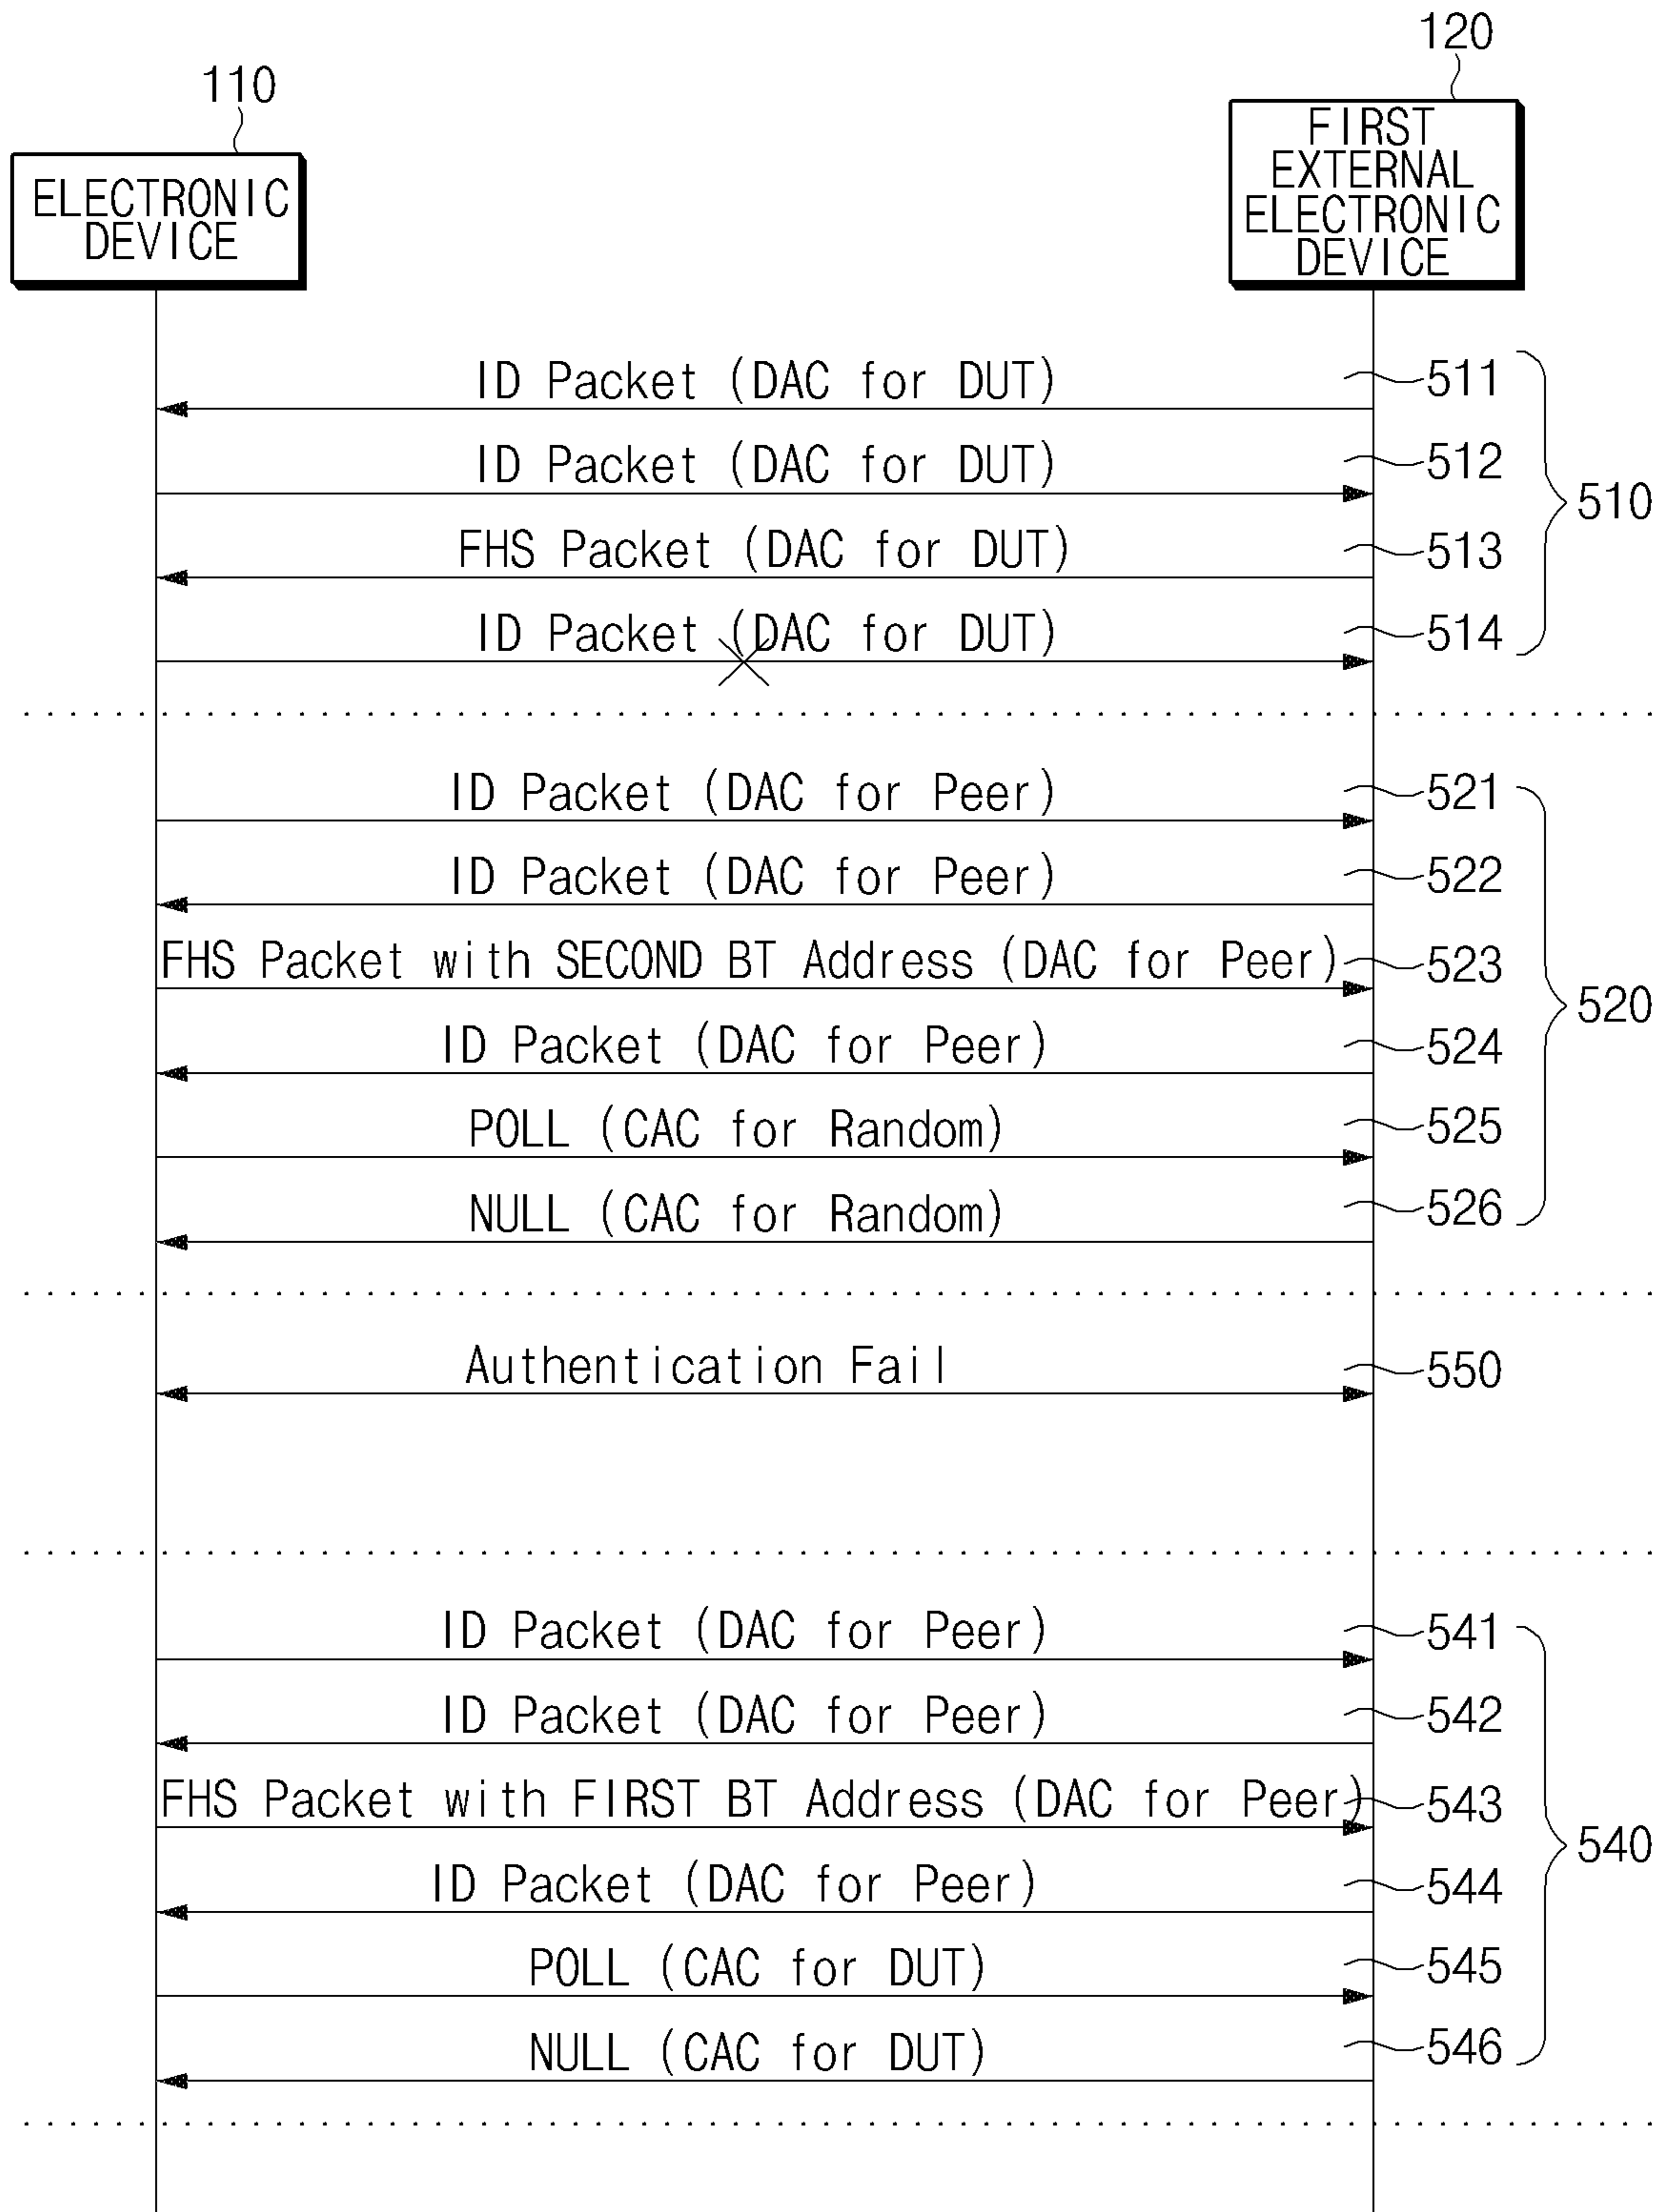 120
110
FIRST
EXTERNAL
ELECTRONIC
DEVICE
ELECTRONIC
DEVICE
ID Packet (DAC for DUT)
511
ID Packet (DAC for DUT)
512
510
FHS Packet (DAC for DUT)
513
ID Packet (DAC for DUT)
514
ID Packet (DAC for Peer)
521
ID Packet (DAC for Peer)
522
FHS Packet with SECOND BT Address (DAC for Peer)
523
520
ID Packet (DAC for Peer)
524
POLL (CAC for Random)
525
NULL (CAC for Random)
526
Authentication Fail
550
ID Packet (DAC for Peer)
541
ID Packet (DAC for Peer)
542
FHS Packet with FIRST BT Address (DAC for Peer)
543
540
ID Packet (DAC for Peer)
544
POLL (CAC for DUT)
545
NULL (CAC for DUT)
546